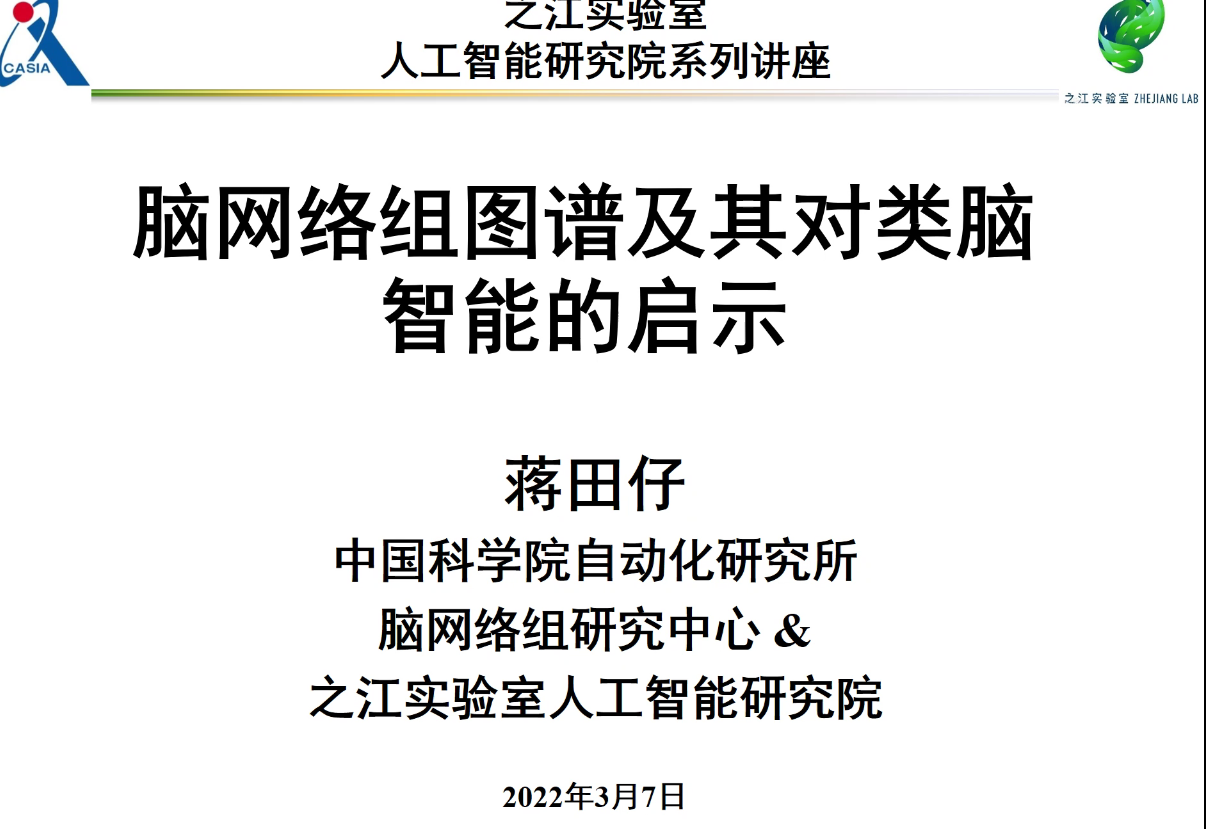 之江实验室
人工智能研究院系列讲座
CASIA
之江实验室 ZHEJIANG LAB
脑网络组图谱及其对类脑
智能的启示
蒋田仔
中国科学院自动化研究所
脑网络组研究中心 &
之江实验室人工智能研究院
2022年3月7日